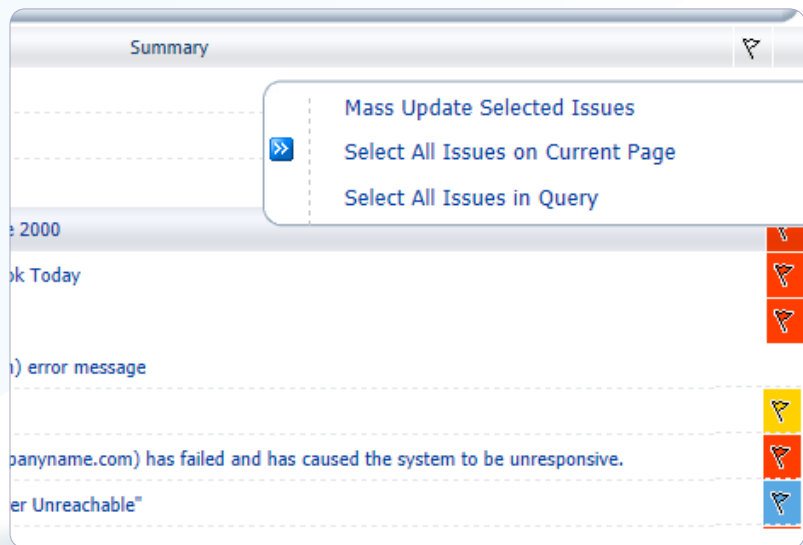 Summary
Mass Update Selected Issues
Select All Issues on Current Page
Select All Issues in Query
2000
Today
error message
has failed and has caused the system to be unresponsive.
Unreachable"